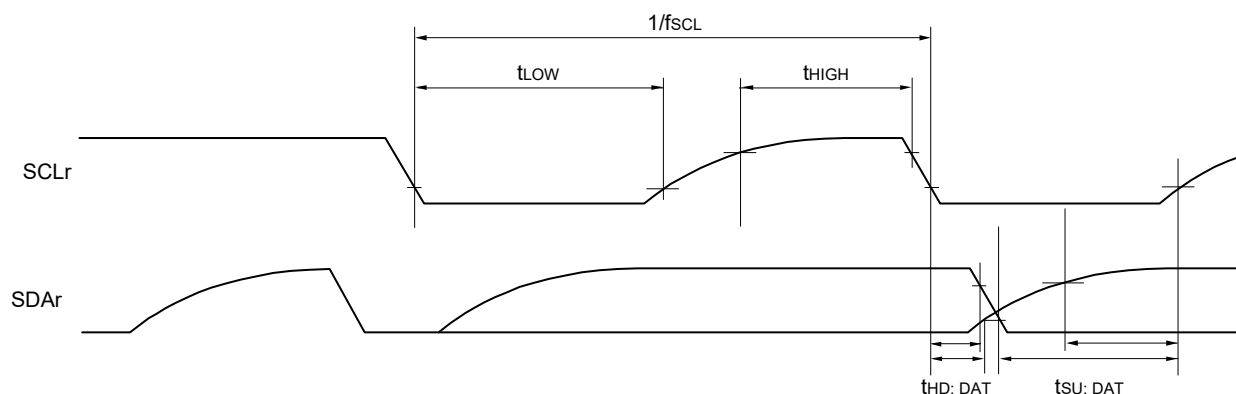 1/fSCL
tLOW
tHIGH
SCLr
SDAr
tHD: DAT
tSU: DAT